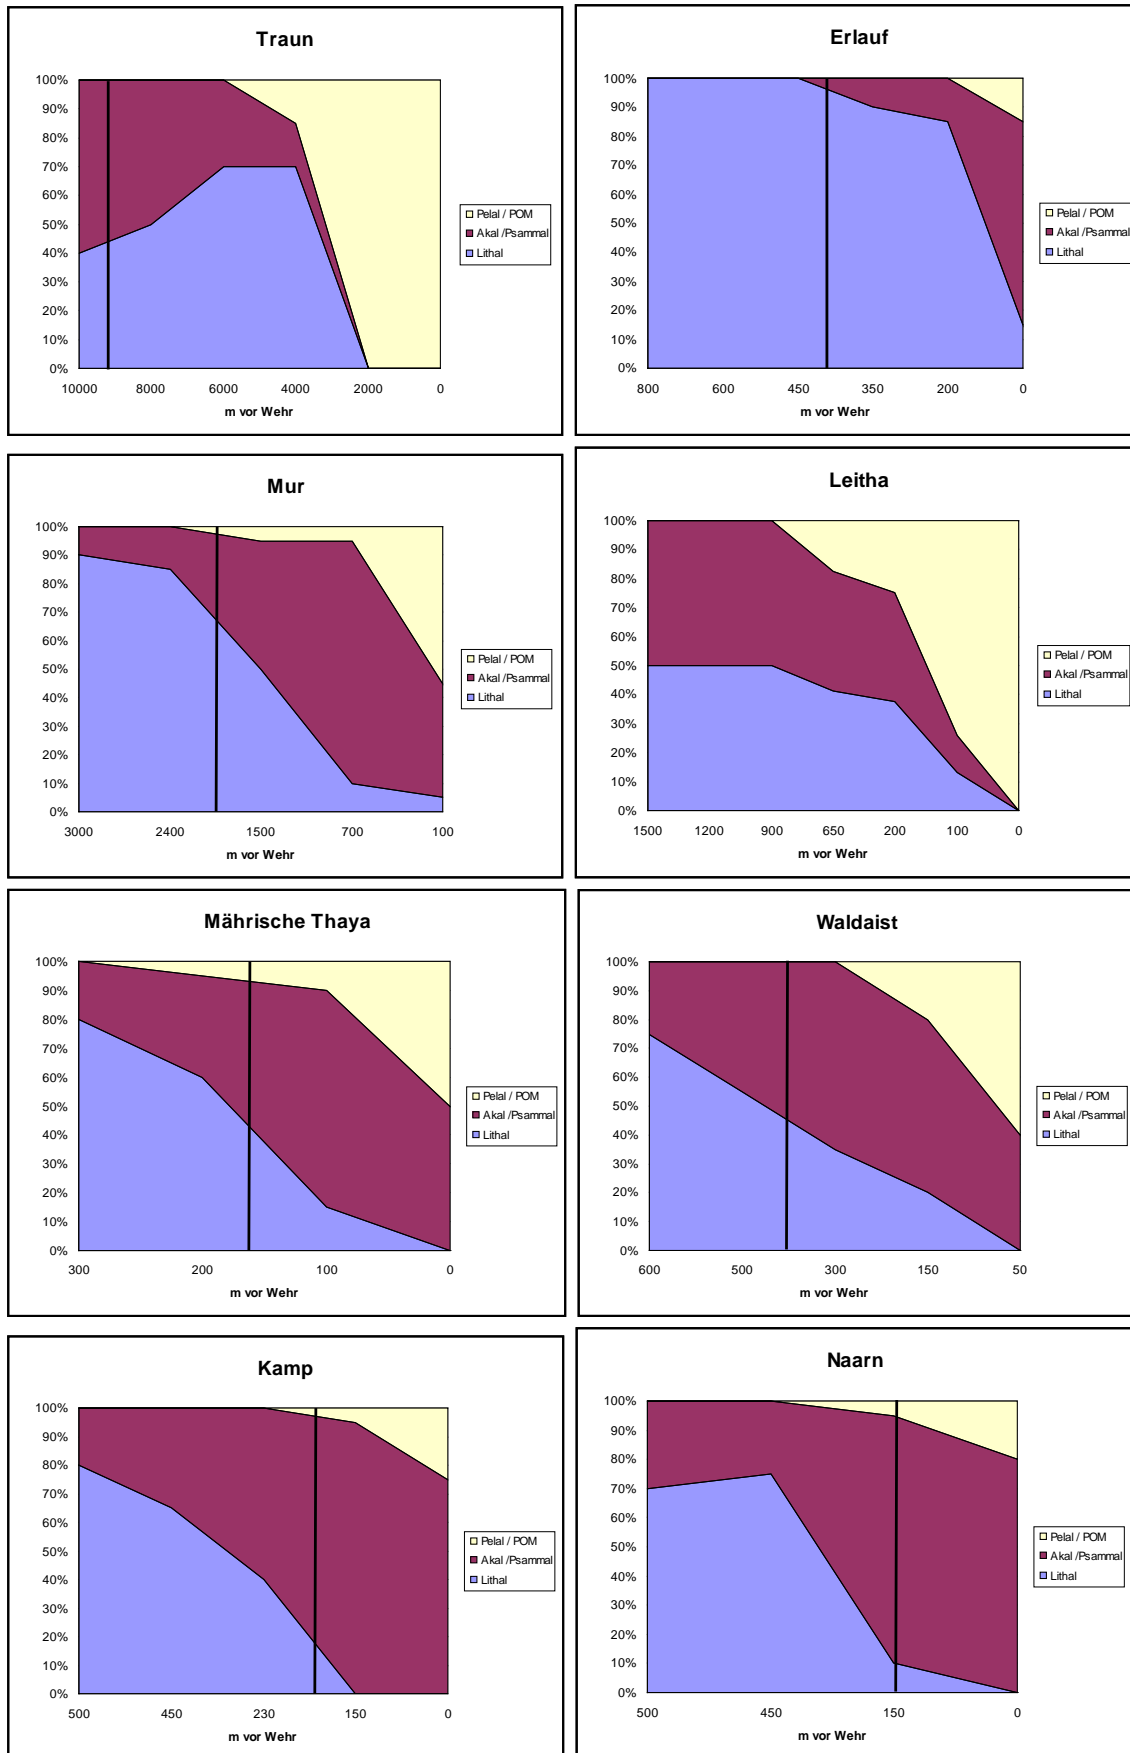 Traun
100%
90%
80%
70%
60%
50%
40%
30%
20%
10%
0%
10000 8000 6000 4000 2000 0
m vor Wehr
Pelal / POM
Akal /Psammal
Lithal
Erlauf
100%
90%
80%
70%
60%
50%
40%
30%
20%
10%
0%
800 600 450 350 200 0
m vor Wehr
Pelal / POM
Akal /Psammal
Lithal
Mur
100%
90%
80%
70%
60%
50%
40%
30%
20%
10%
0%
3000 2400 1500 700 100
m vor Wehr
Pelal / POM
Akal /Psammal
Lithal
Leitha
100%
90%
80%
70%
60%
50%
40%
30%
20%
10%
0%
1500 1200 900 650 200 100 0
m vor Wehr
Pelal / POM
Akal /Psammal
Lithal
Mährische Thaya
100%
90%
80%
70%
60%
50%
40%
30%
20%
10%
0%
300 200 100 0
m vor Wehr
Pelal / POM
Akal /Psammal
Lithal
Waldaist
100%
90%
80%
70%
60%
50%
40%
30%
20%
10%
0%
600 500 300 150 50
m vor Wehr
Pelal / POM
Akal /Psammal
Lithal
Kamp
100%
90%
80%
70%
60%
50%
40%
30%
20%
10%
0%
500 450 230 150 0
m vor Wehr
Pelal / POM
Akal /Psammal
Lithal
Naarn
100%
90%
80%
70%
60%
50%
40%
30%
20%
10%
0%
500 450 150 0
m vor Wehr
Pelal / POM
Akal /Psammal
Lithal